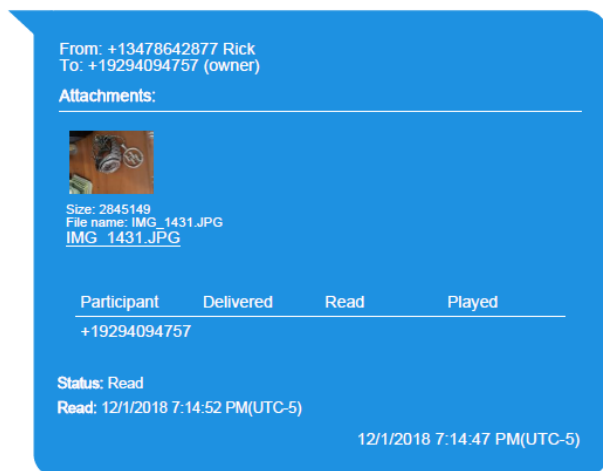 From: +13478642877 Rick
To: +19294094757 (owner)
Attachments:
Size: 2845149
File name: IMG_1431.JPG
IMG_1431.JPG
Participant Delivered Read Played
+19294094757
Status: Read
Read: 12/1/2018 7:14:52 PM(UTC-5)
12/1/2018 7:14:47 PM(UTC-5)